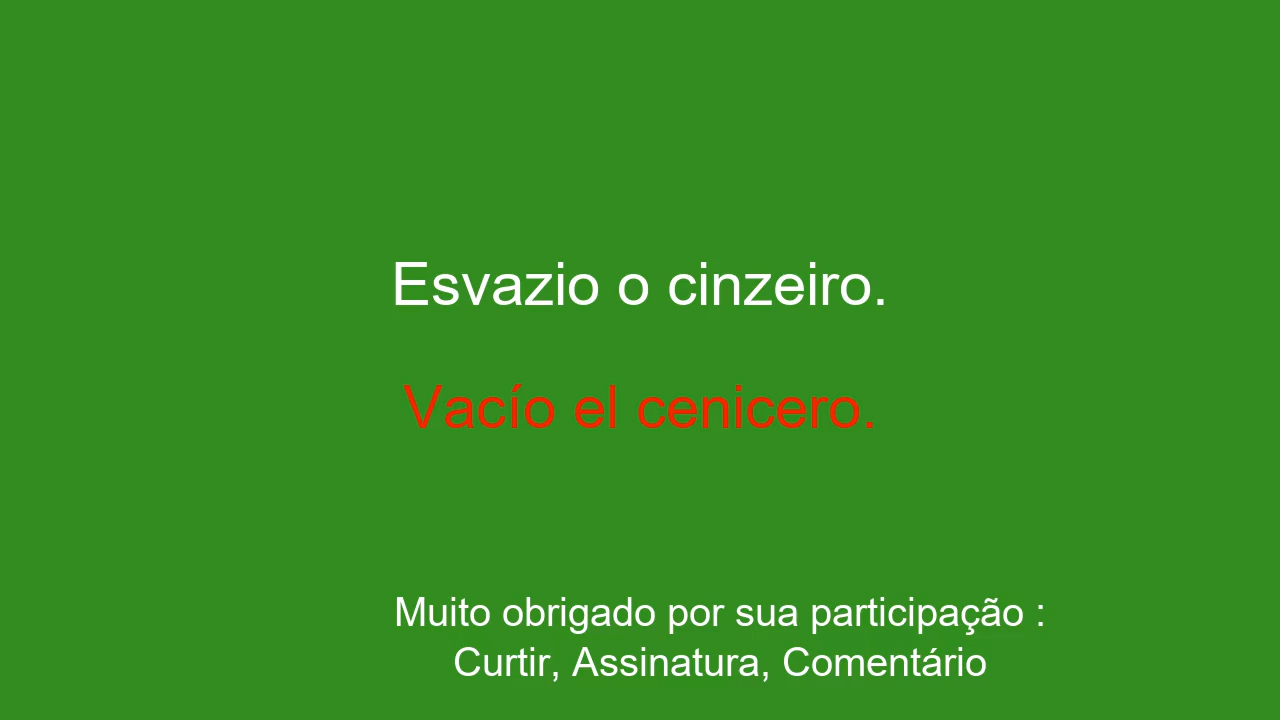 Esvazio o cinzeiro.
Vacío el cenicero.
Muito obrigado por sua participação :
Curtir, Assinatura, Comentário